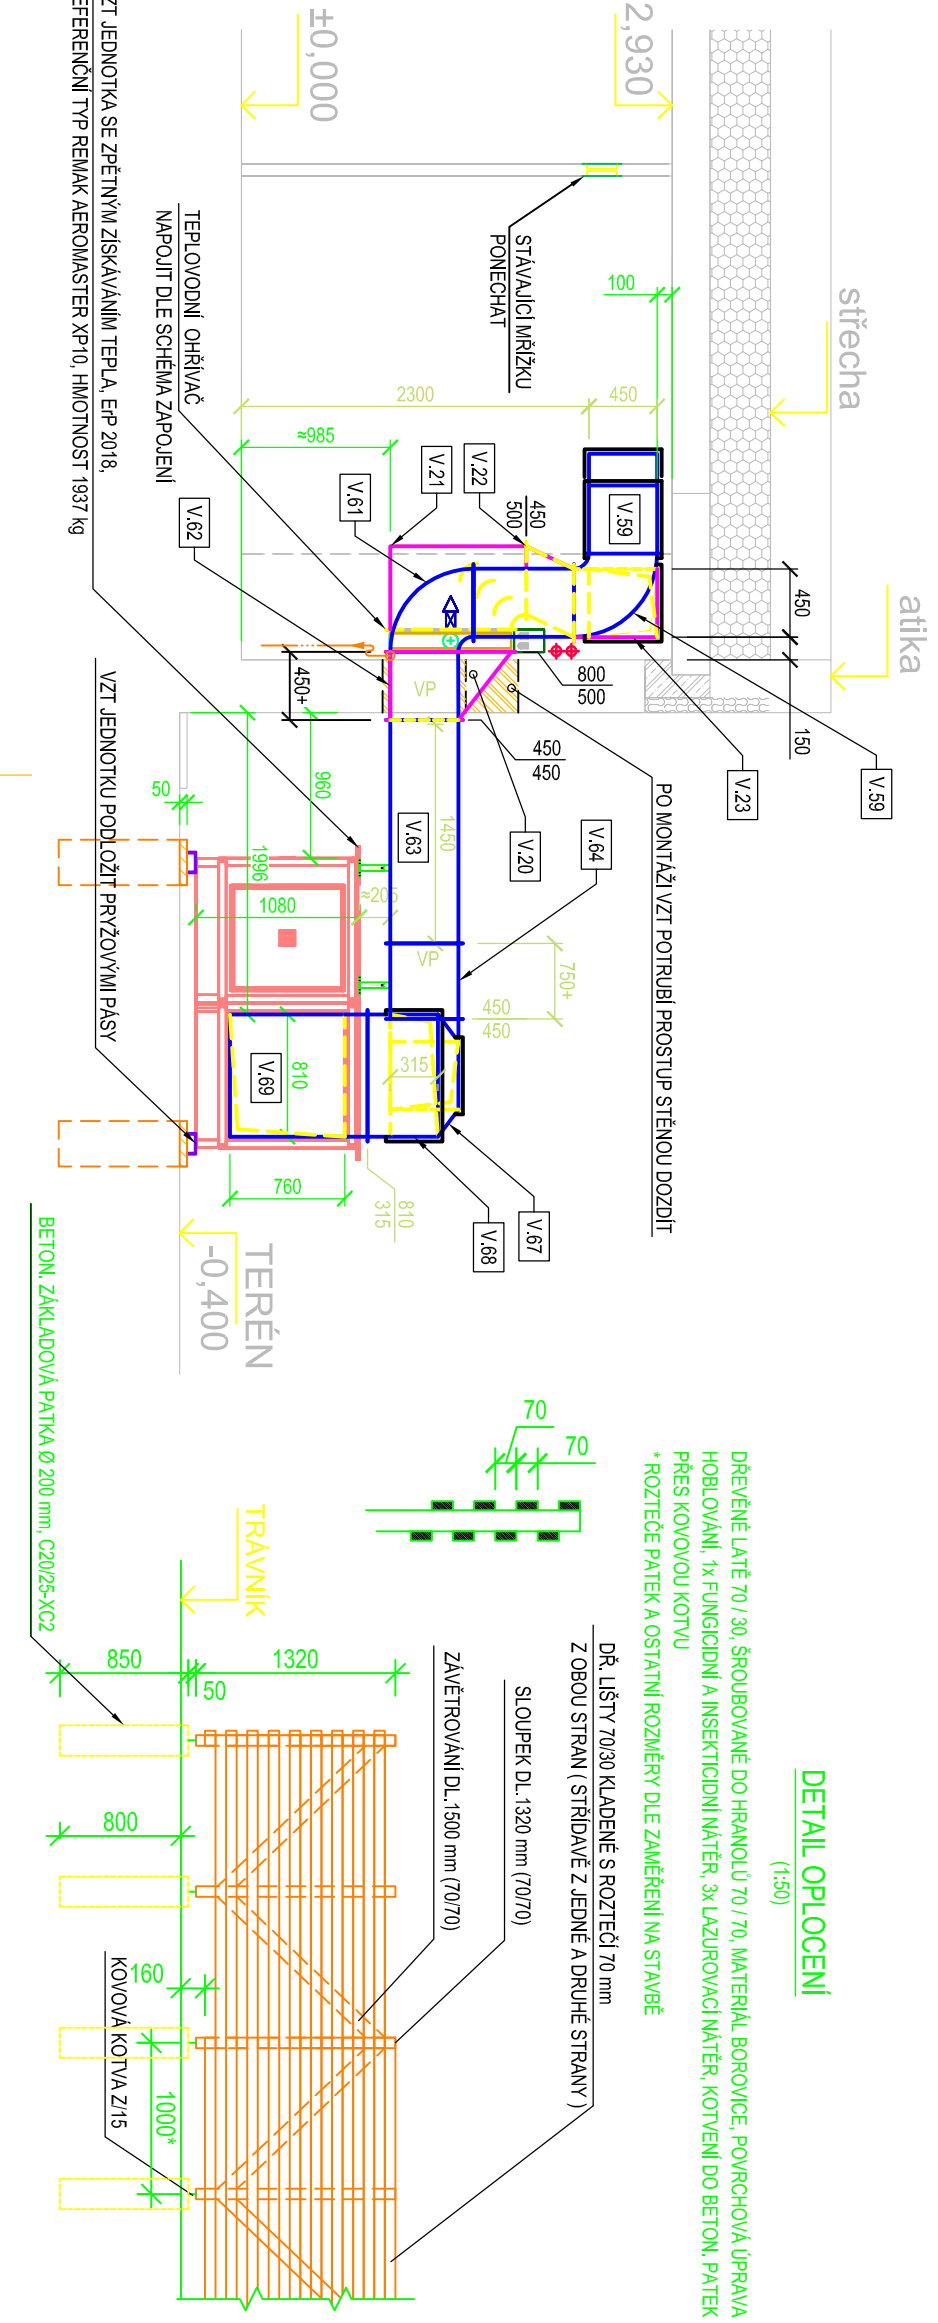 střecha
atika
2,930
±0,000
100
2300
450
≈985
STÁVAJÍCÍ MŘÍŽKU
PONECHAT
TEPLOVODNÍ OHŘÍVAČ
NAPOJIT DLE SCHÉMA ZAPOJENÍ
ZT JEDNOTKA SE ZPĚTNÝM ZÍSKÁVÁNÍM TEPLA, ErP 2018,
EFERENČNÍ TYP REMAK AEROMASTER XP10, HMOTNOST 1937 kg
V.59
V.22
V.21
V.61
V.62
450
500
450
150
V.59
V.23
800
500
450+
VP
450
450
V.20
V.64
V.63
1450
VP
PO MONTÁŽI VZT POTRUBÍ PROSTUP STĚNOU DOZDÍT
750+
450
450
960
1996
50
1080
≈205
315
810
V.69
760
810
315
V.67
V.68
VZT JEDNOTKU PODLOŽIT PRYŽOVÝMI PÁSY
TERÉN
-0,400
DETAIL OPLOCENÍ
(1:50)
DŘEVĚNÉ LATĚ 70 / 30, ŠROUBOVANÉ DO HRANOLŮ 70 / 70, MATERIÁL BOROVICE, POVRCHOVÁ ÚPRAVA
HOBLOVÁNÍ, 1x FUNGICIDNÍ A INSEKTICIDNÍ NÁTĚR, 3x LAZUROVACÍ NÁTĚR, KOTVENÍ DO BETON. PATEK
PŘES KOVOVOU KOTVU
* ROZTEČE PATEK A OSTATNÍ ROZMĚRY DLE ZAMĚŘENÍ NA STAVBĚ
70
70
DŘ. LIŠTY 70/30 KLADENÉ S ROZTEČÍ 70 mm
Z OBOU STRAN ( STŘÍDAVĚ Z JEDNÉ A DRUHÉ STRANY )
SLOUPEK DL.1320 mm (70/70)
ZÁVĚTROVÁNÍ DL.1500 mm (70/70)
TRÁVNÍK
BETON. ZÁKLADOVÁ PATKA Ø 200 mm, C20/25-XC2
850
1320
50
800
160
1000*
KOVOVÁ KOTVA Z/15